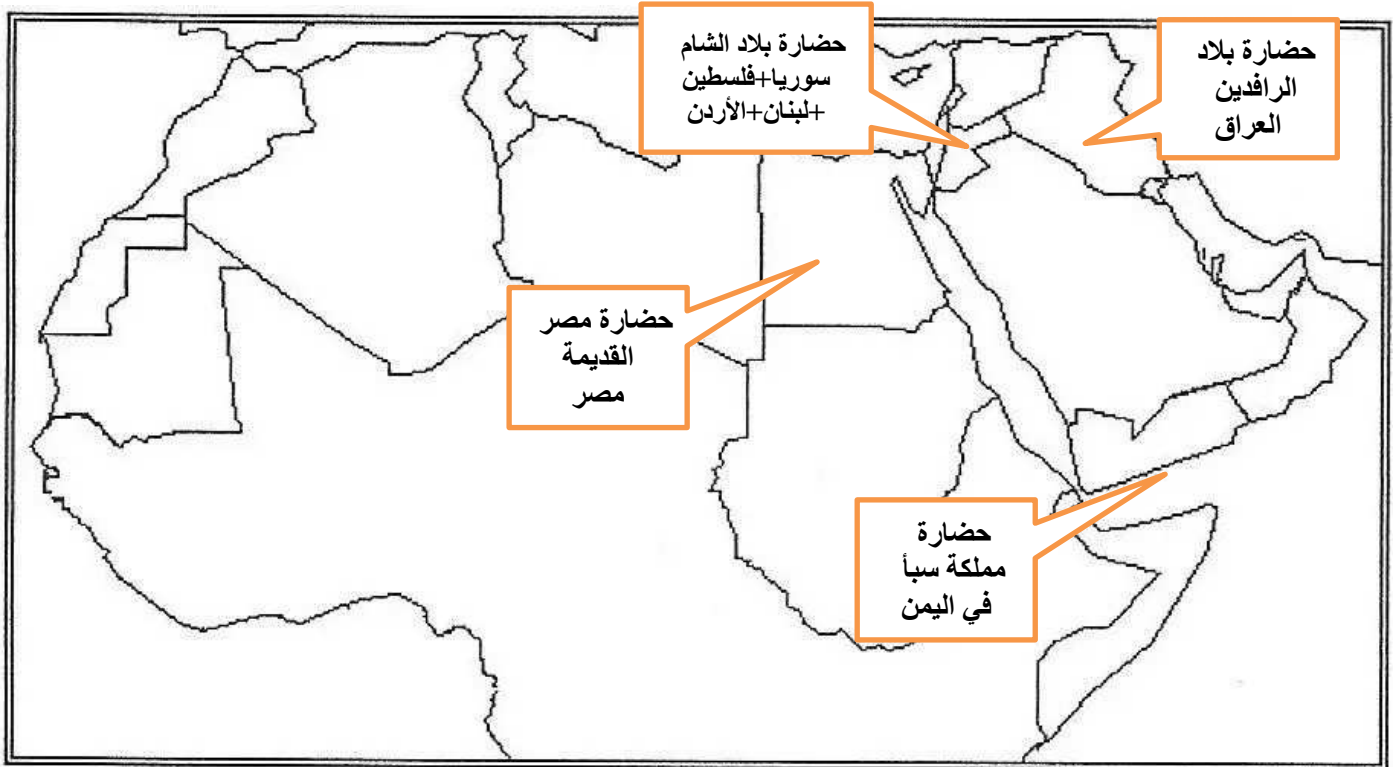 حضارة بلاد الشام
سوريا+فلسطين
+لبنان+الأردن
حضارة بلاد
الرافدين
العراق
حضارة مصر
القديمة
مصر
حضارة
مملكة سبأ
في اليمن